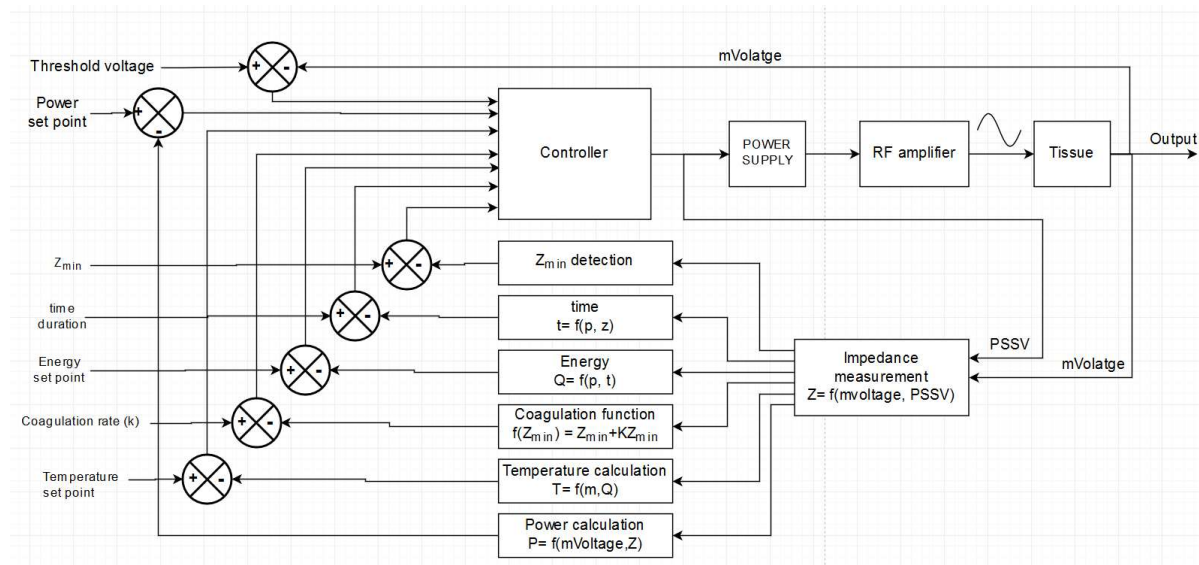 mVolatge
Threshold voltage
+
-
Power
set point
+
-
Controller
POWER
SUPPLY
RF amplifier
Tissue
Output
Zmin
+
-
Zmin detection
time
duration
+
-
time
t= f(p, z)
Energy
set point
+
-
Energy
Q= f(p, t)
Impedance
measurement
Z= f(mvoltage, PSSV)
PSSV
mVolatge
Coagulation rate (k)
+
-
Coagulation function
f(Zmin) = Zmin+KZmin
Temperature
set point
+
-
Temperature calculation
T= f(m,Q)
Power calculation
P= f(mVoltage,Z)